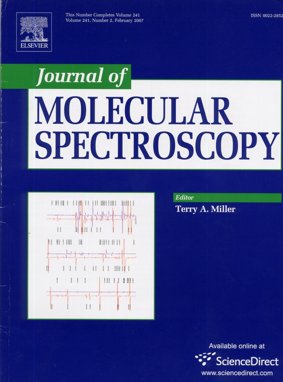 This Number Completes Volume 241
Volume 241, Number 2, February 2007
ISSN 0022-2852
ELSEVIER
Journal of
MOLECULAR
SPECTROSCOPY
Editor
Terry A. Miller
Available online at
ScienceDirect
www.sciencedirect.com